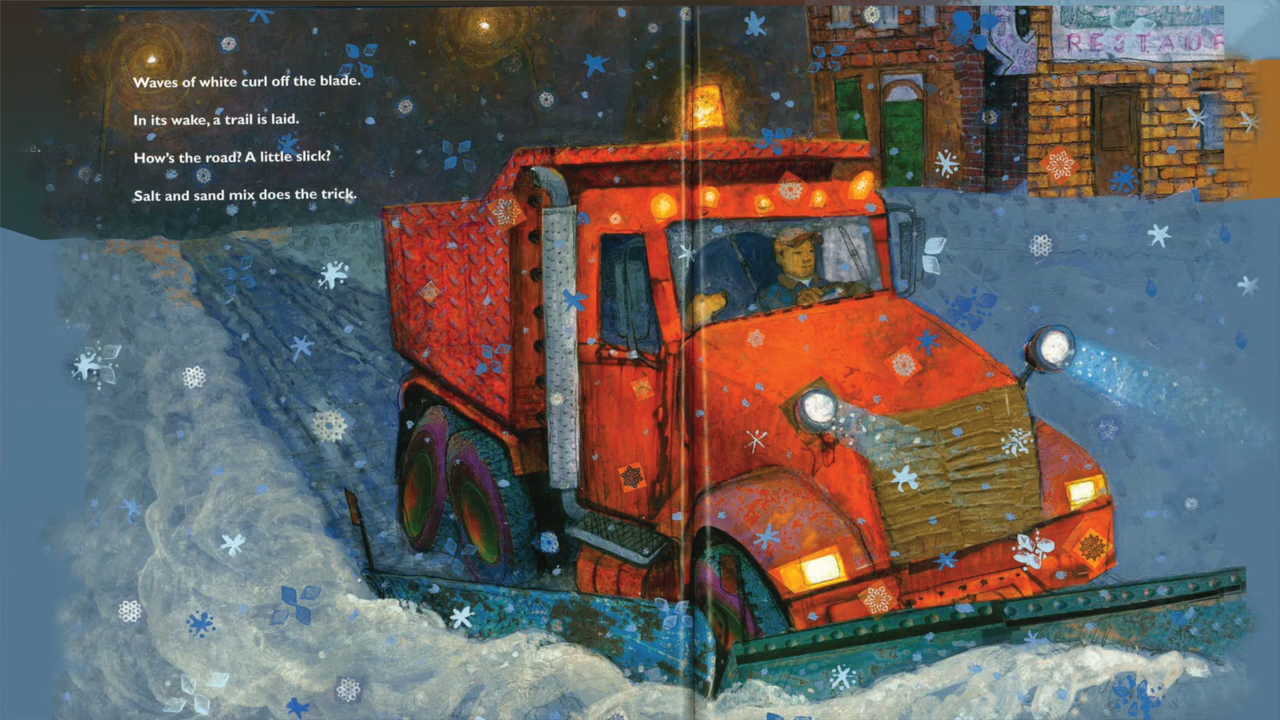 Waves of white curl off the blade.
In its wake, a trail is laid.
How's the road? A little slick?
Salt and sand mix does the trick.
RESTAUR